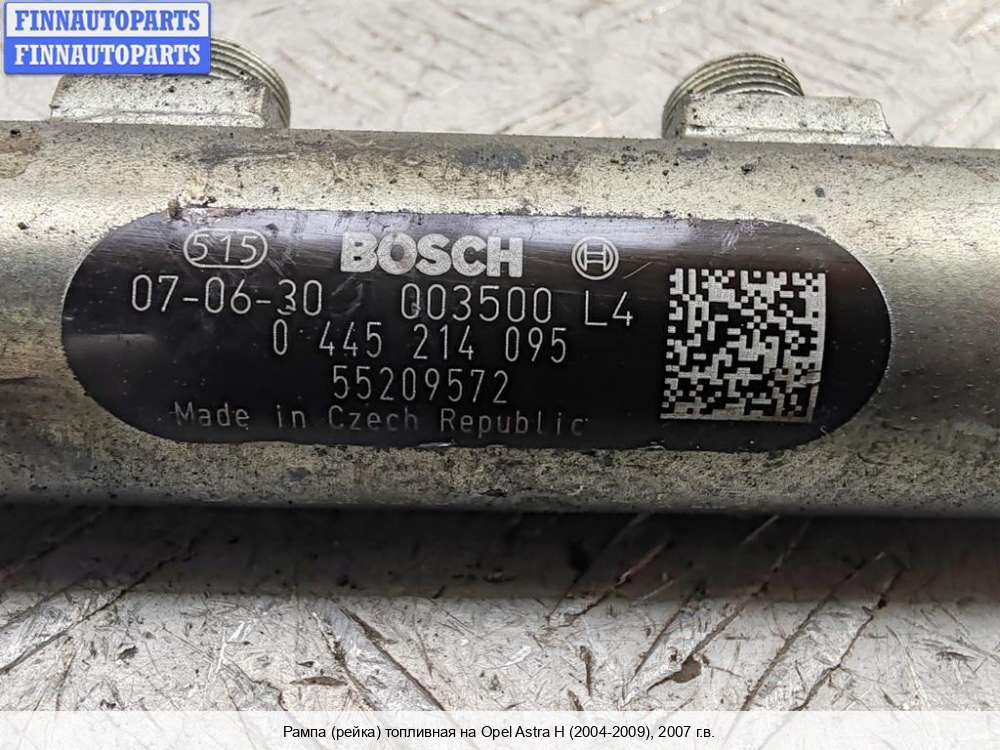 FINNAUTOPARTS
FINNAUTOPARTS
515 BOSCH
07-06-30 003500 L4
0 445 214 095
55209572
Made in Czech Republic
Рампа (рейка) топливная на Opel Astra H (2004-2009), 2007 г.в.